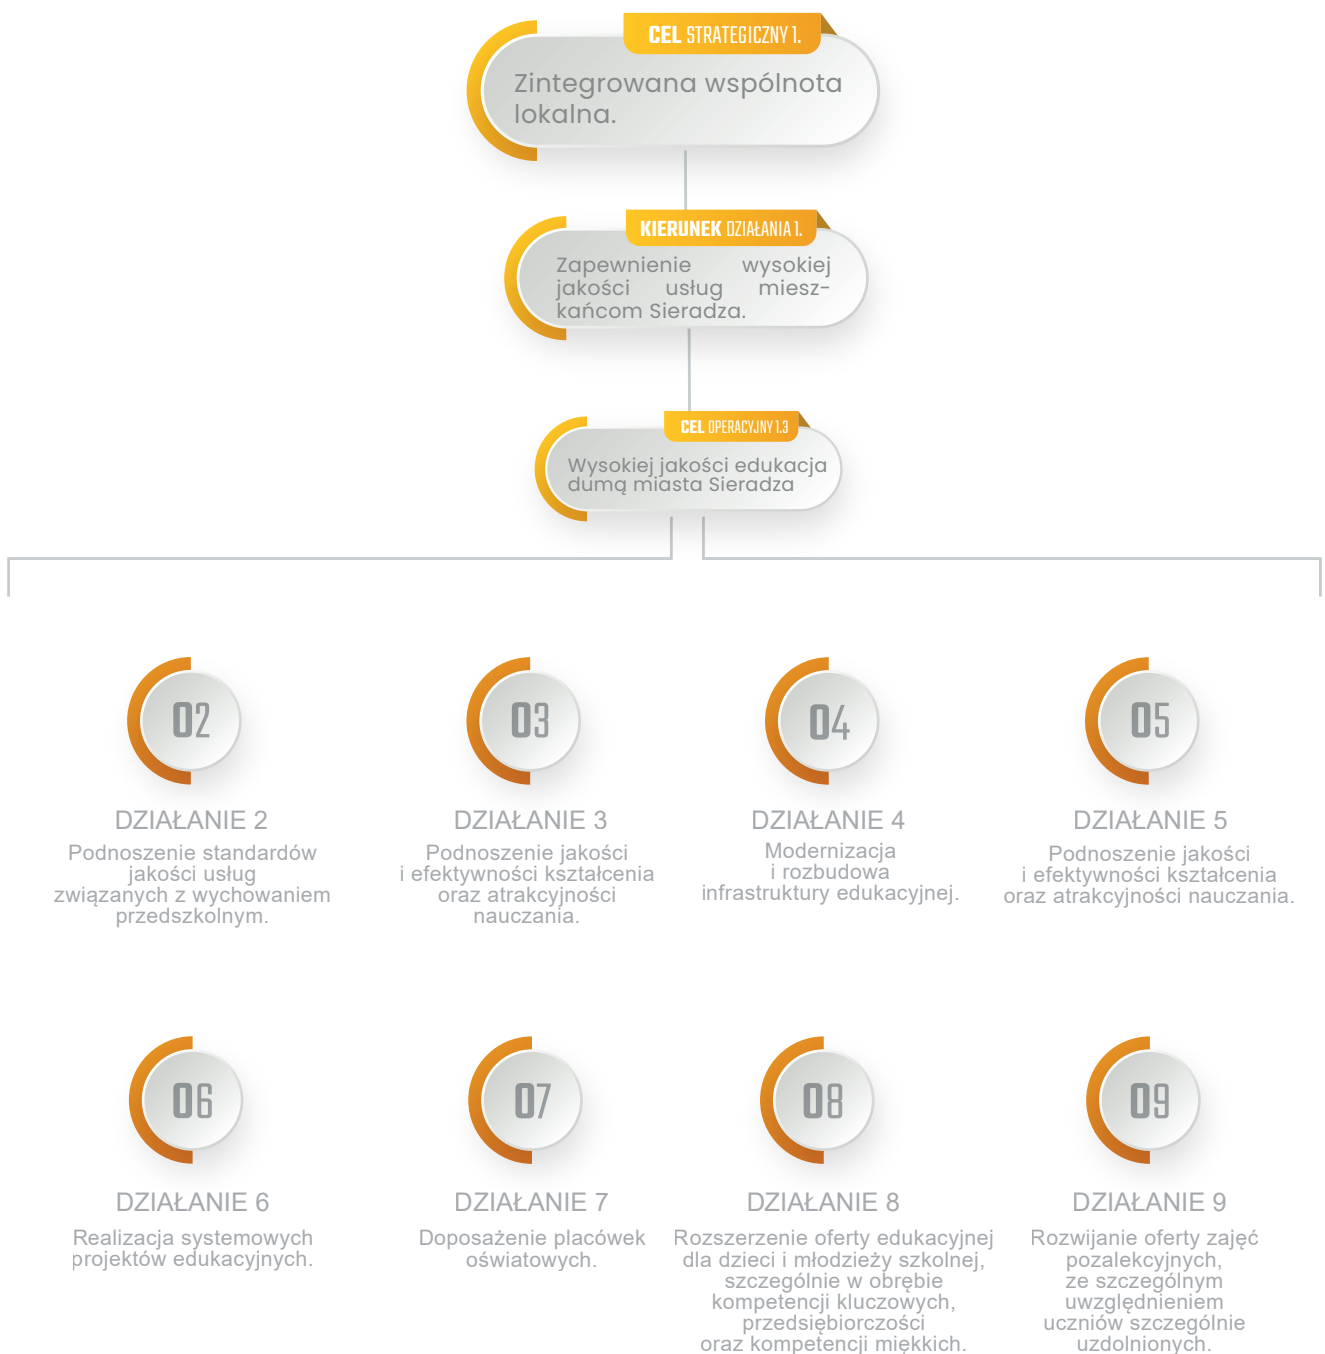 CEL STRATEGICZNY 1.
Zintegrowana wspólnota
lokalna.
KIERUNEK DZIAŁANIA 1.
Zapewnienie wysokiej
jakości usług miesz-
kańcom Sieradza.
CEL OPERACYJNY 1.3
Wysokiej jakości edukacja
dumą miasta Sieradza
02
DZIAŁANIE 2
Podnoszenie standardów
jakości usług
związanych z wychowaniem
przedszkolnym.
03
DZIAŁANIE 3
Podnoszenie jakości
i efektywności kształcenia
oraz atrakcyjności
nauczania.
04
DZIAŁANIE 4
Modernizacja
i rozbudowa
infrastruktury edukacyjnej.
05
DZIAŁANIE 5
Podnoszenie jakości
i efektywności kształcenia
oraz atrakcyjności nauczania.
06
DZIAŁANIE 6
Realizacja systemowych
projektów edukacyjnych.
07
DZIAŁANIE 7
Doposażenie placówek
oświatowych.
08
DZIAŁANIE 8
Rozszerzenie oferty edukacyjnej
dla dzieci i młodzieży szkolnej,
szczególnie w obrębie
kompetencji kluczowych,
przedsiębiorczości
oraz kompetencji miękkich.
09
DZIAŁANIE 9
Rozwijanie oferty zajęć
pozalekcyjnych,
ze szczególnym
uwzględnieniem
uczniów szczególnie
uzdolnionych.